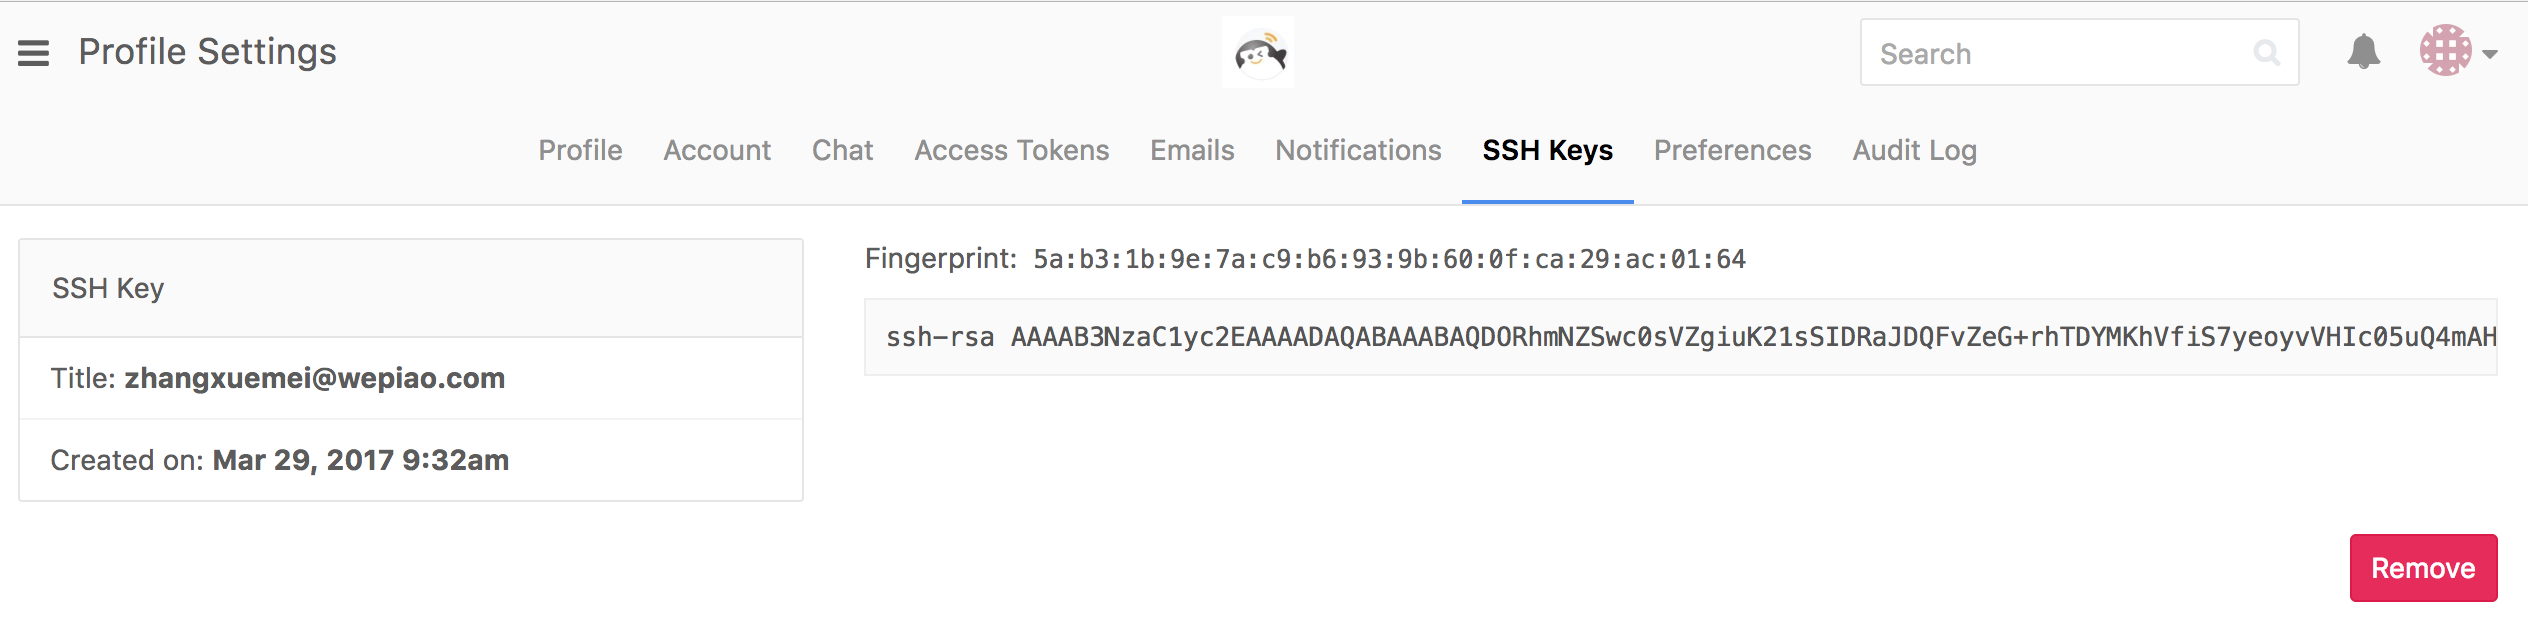 Profile Settings
Search
Profile Account Chat Access Tokens Emails Notifications SSH Keys Preferences Audit Log
SSH Key
Title: zhangxuemei@wepiao.com
Created on: Mar 29, 2017 9:32am
Fingerprint: 5a:b3:1b:9e:7a:c9:b6:93:9b:60:0f:ca:29:ac:01:64
ssh-rsa AAAAB3NzaC1yc2EAAAADAQABAAABAQDORhmNZSwc0sVZgiuK21sSIDRaJDQFvZeG+rhTDYMKhVfiS7yeoyvVHIc05uQ4mAH
Remove